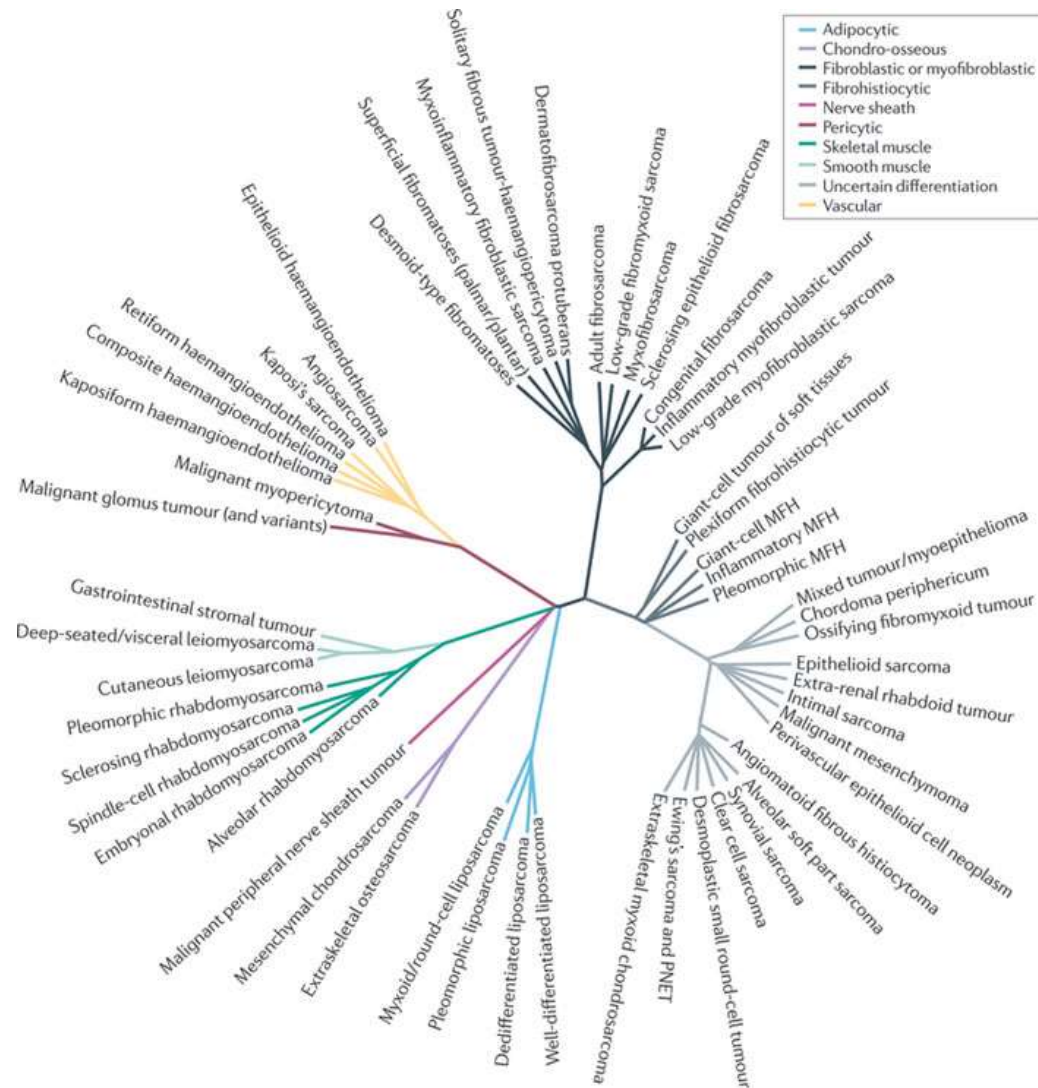 Adipocytic
Chondro-osseous
Fibroblastic or myofibroblastic
Fibrohistiocytic
Nerve sheath
Pericytic
Skeletal muscle
Smooth muscle
Uncertain differentiation
Vascular
Malignant glomus tumour (and variants)
Malignant myopericytoma
Kaposiform haemangioendothelioma
Composite haemangioendothelioma
Retiform haemangioendothelioma
Kaposi's sarcoma
Angiosarcoma
Epithelioid haemangioendothelioma
Desmoid-type fibromatoses
Superficial fibromatoses (palmar/plantar)
Myxoinflammatory fibroblastic sarcoma
Solitary fibrous tumour-haemangiopericytoma
Dermatofibrosarcoma protuberans
Adult fibrosarcoma
Low-grade fibromyxoid sarcoma
Myxofibrosarcoma
Sclerosing epithelioid fibrosarcoma
Congenital fibrosarcoma
Inflammatory myofibroblastic tumour
Low-grade myofibroblastic sarcoma
Giant-cell tumour of soft tissues
Plexiform fibrohistiocytic tumour
Giant-cell MFH
Inflammatory MFH
Pleomorphic MFH
Mixed tumour/myoepithelioma
Chordoma periphericum
Ossifying fibromyxoid tumour
Epithelioid sarcoma
Extra-renal rhabdoid tumour
Intimal sarcoma
Malignant mesenchymoma
Perivascular epithelioid cell neoplasm
Angiomatoid fibrous histiocytoma
Alveolar soft part sarcoma
Synovial sarcoma
Clear cell sarcoma
Desmoplastic small round-cell tumour
Ewing's sarcoma and PNET
Extraskeletal myxoid chondrosarcoma
Well-differentiated liposarcoma
Dedifferentiated liposarcoma
Pleomorphic liposarcoma
Myxoid/round-cell liposarcoma
Extraskeletal osteosarcoma
Mesenchymal chondrosarcoma
Malignant peripheral nerve sheath tumour
Alveolar rhabdomyosarcoma
Embryonal rhabdomyosarcoma
Spindle-cell rhabdomyosarcoma
Sclerosing rhabdomyosarcoma
Pleomorphic rhabdomyosarcoma
Cutaneous leiomyosarcoma
Deep-seated/visceral leiomyosarcoma
Gastrointestinal stromal tumour